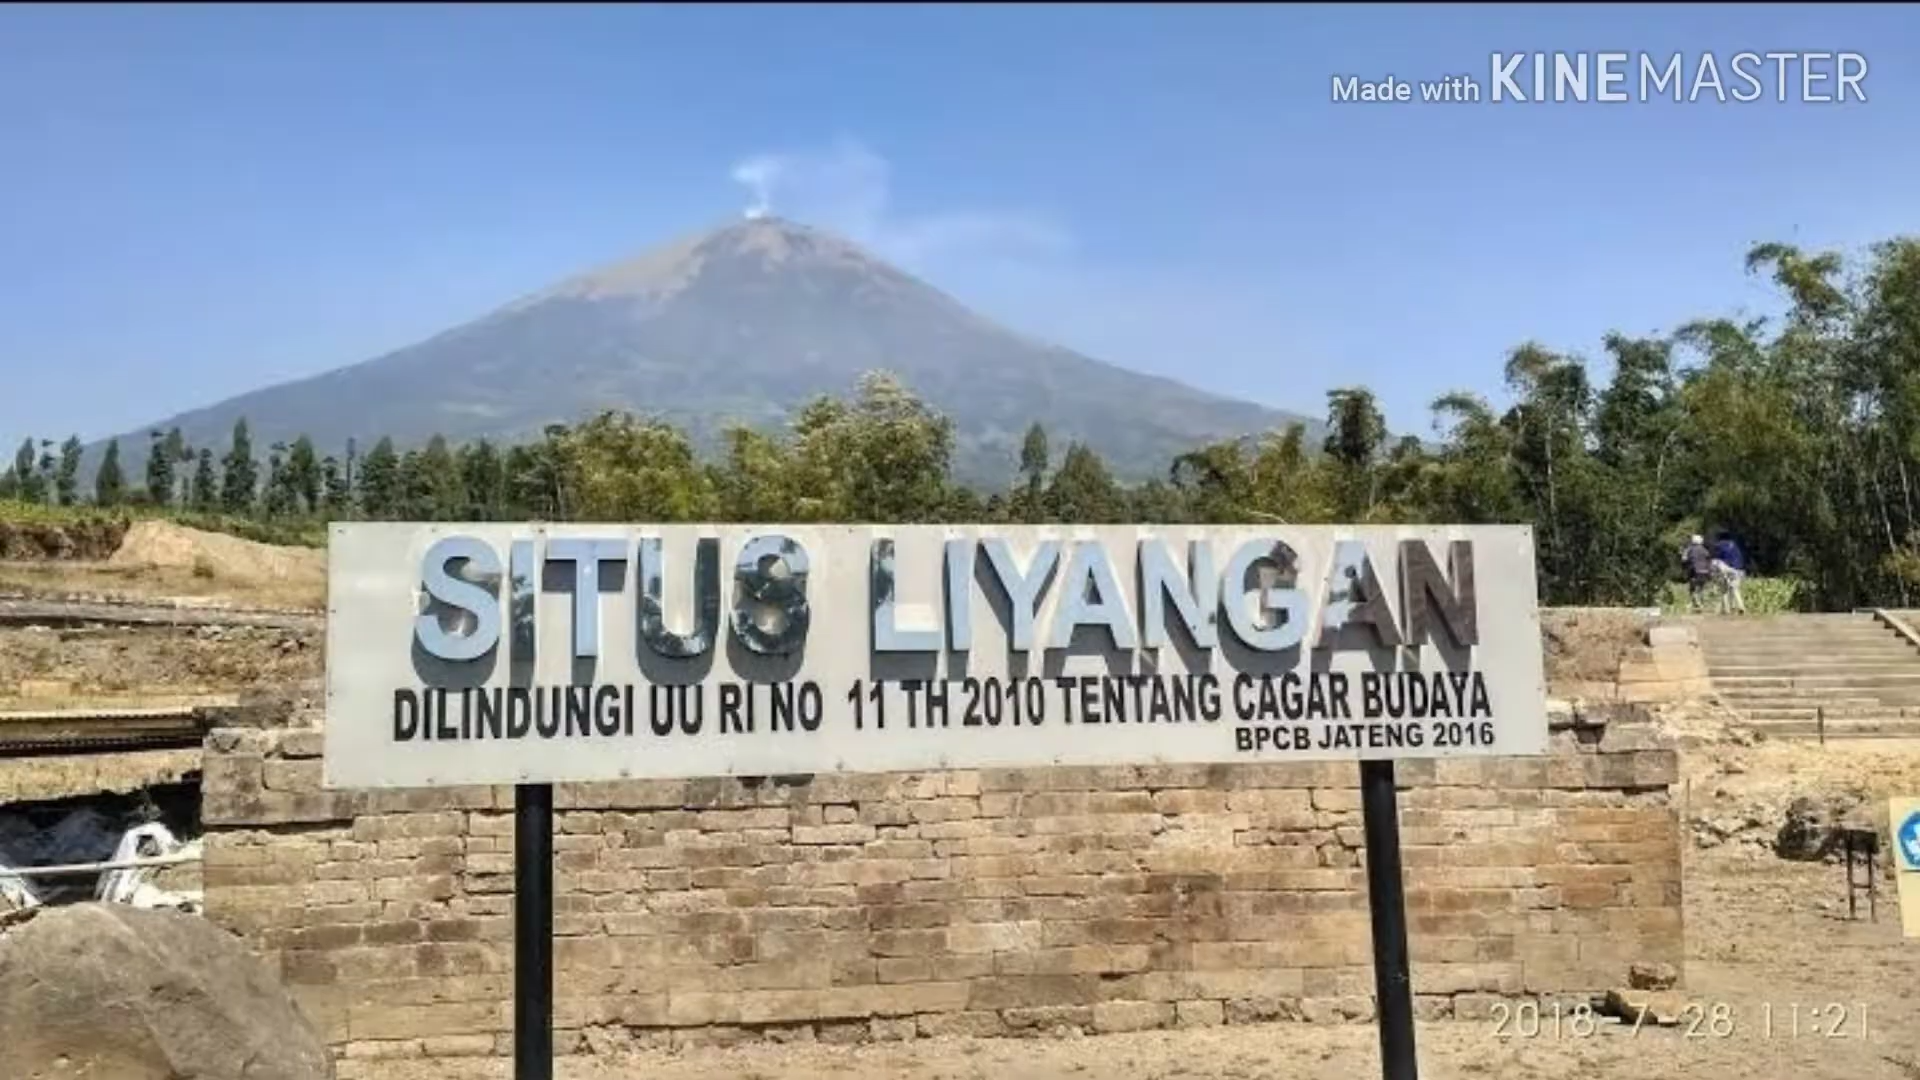 Made with KINEMASTER
SITUS LIYANGAN
DILINDUNGI UU RI NO 11 TH 2010 TENTANG CAGAR BUDAYA
BPCB JATENG 2016
2018-7-28 11:21